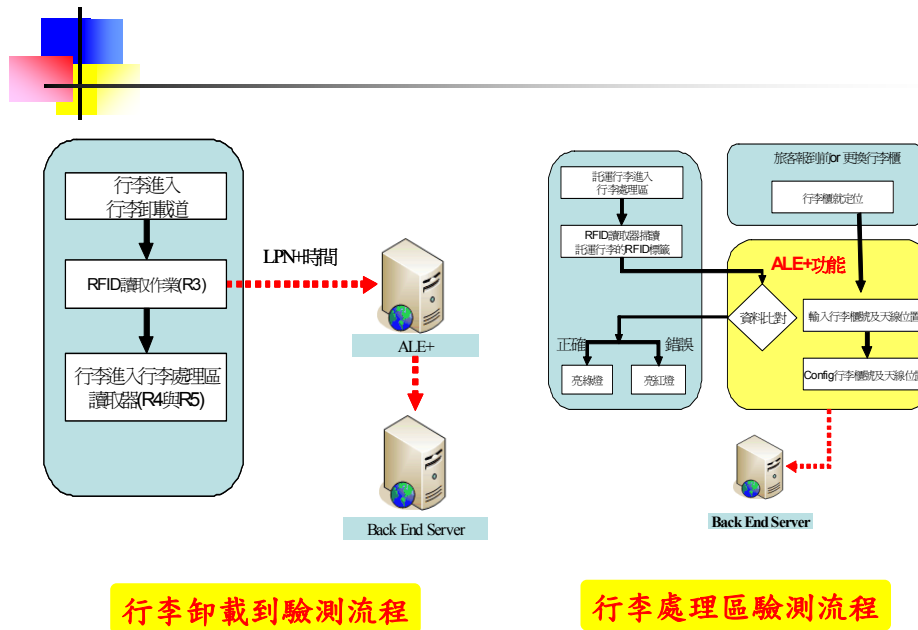 行李進入
行李卸載道
RFID讀取作業(R3)
行李進入行李處理區
讀取器(R4與R5)
LPN+時間
ALE+
Back End Server
行李卸載到驗測流程
託運行李進入
行李處理區
RFID讀取器掃讀
託運行李的RFID標籤
正確
錯誤
亮綠燈
亮紅燈
旅客報到前or 更換行李櫃
行李櫃就定位
ALE+功能
資料比對
輸入行李櫃號及天線位置
Config行李櫃號及天線位置
Back End Server
行李處理區驗測流程